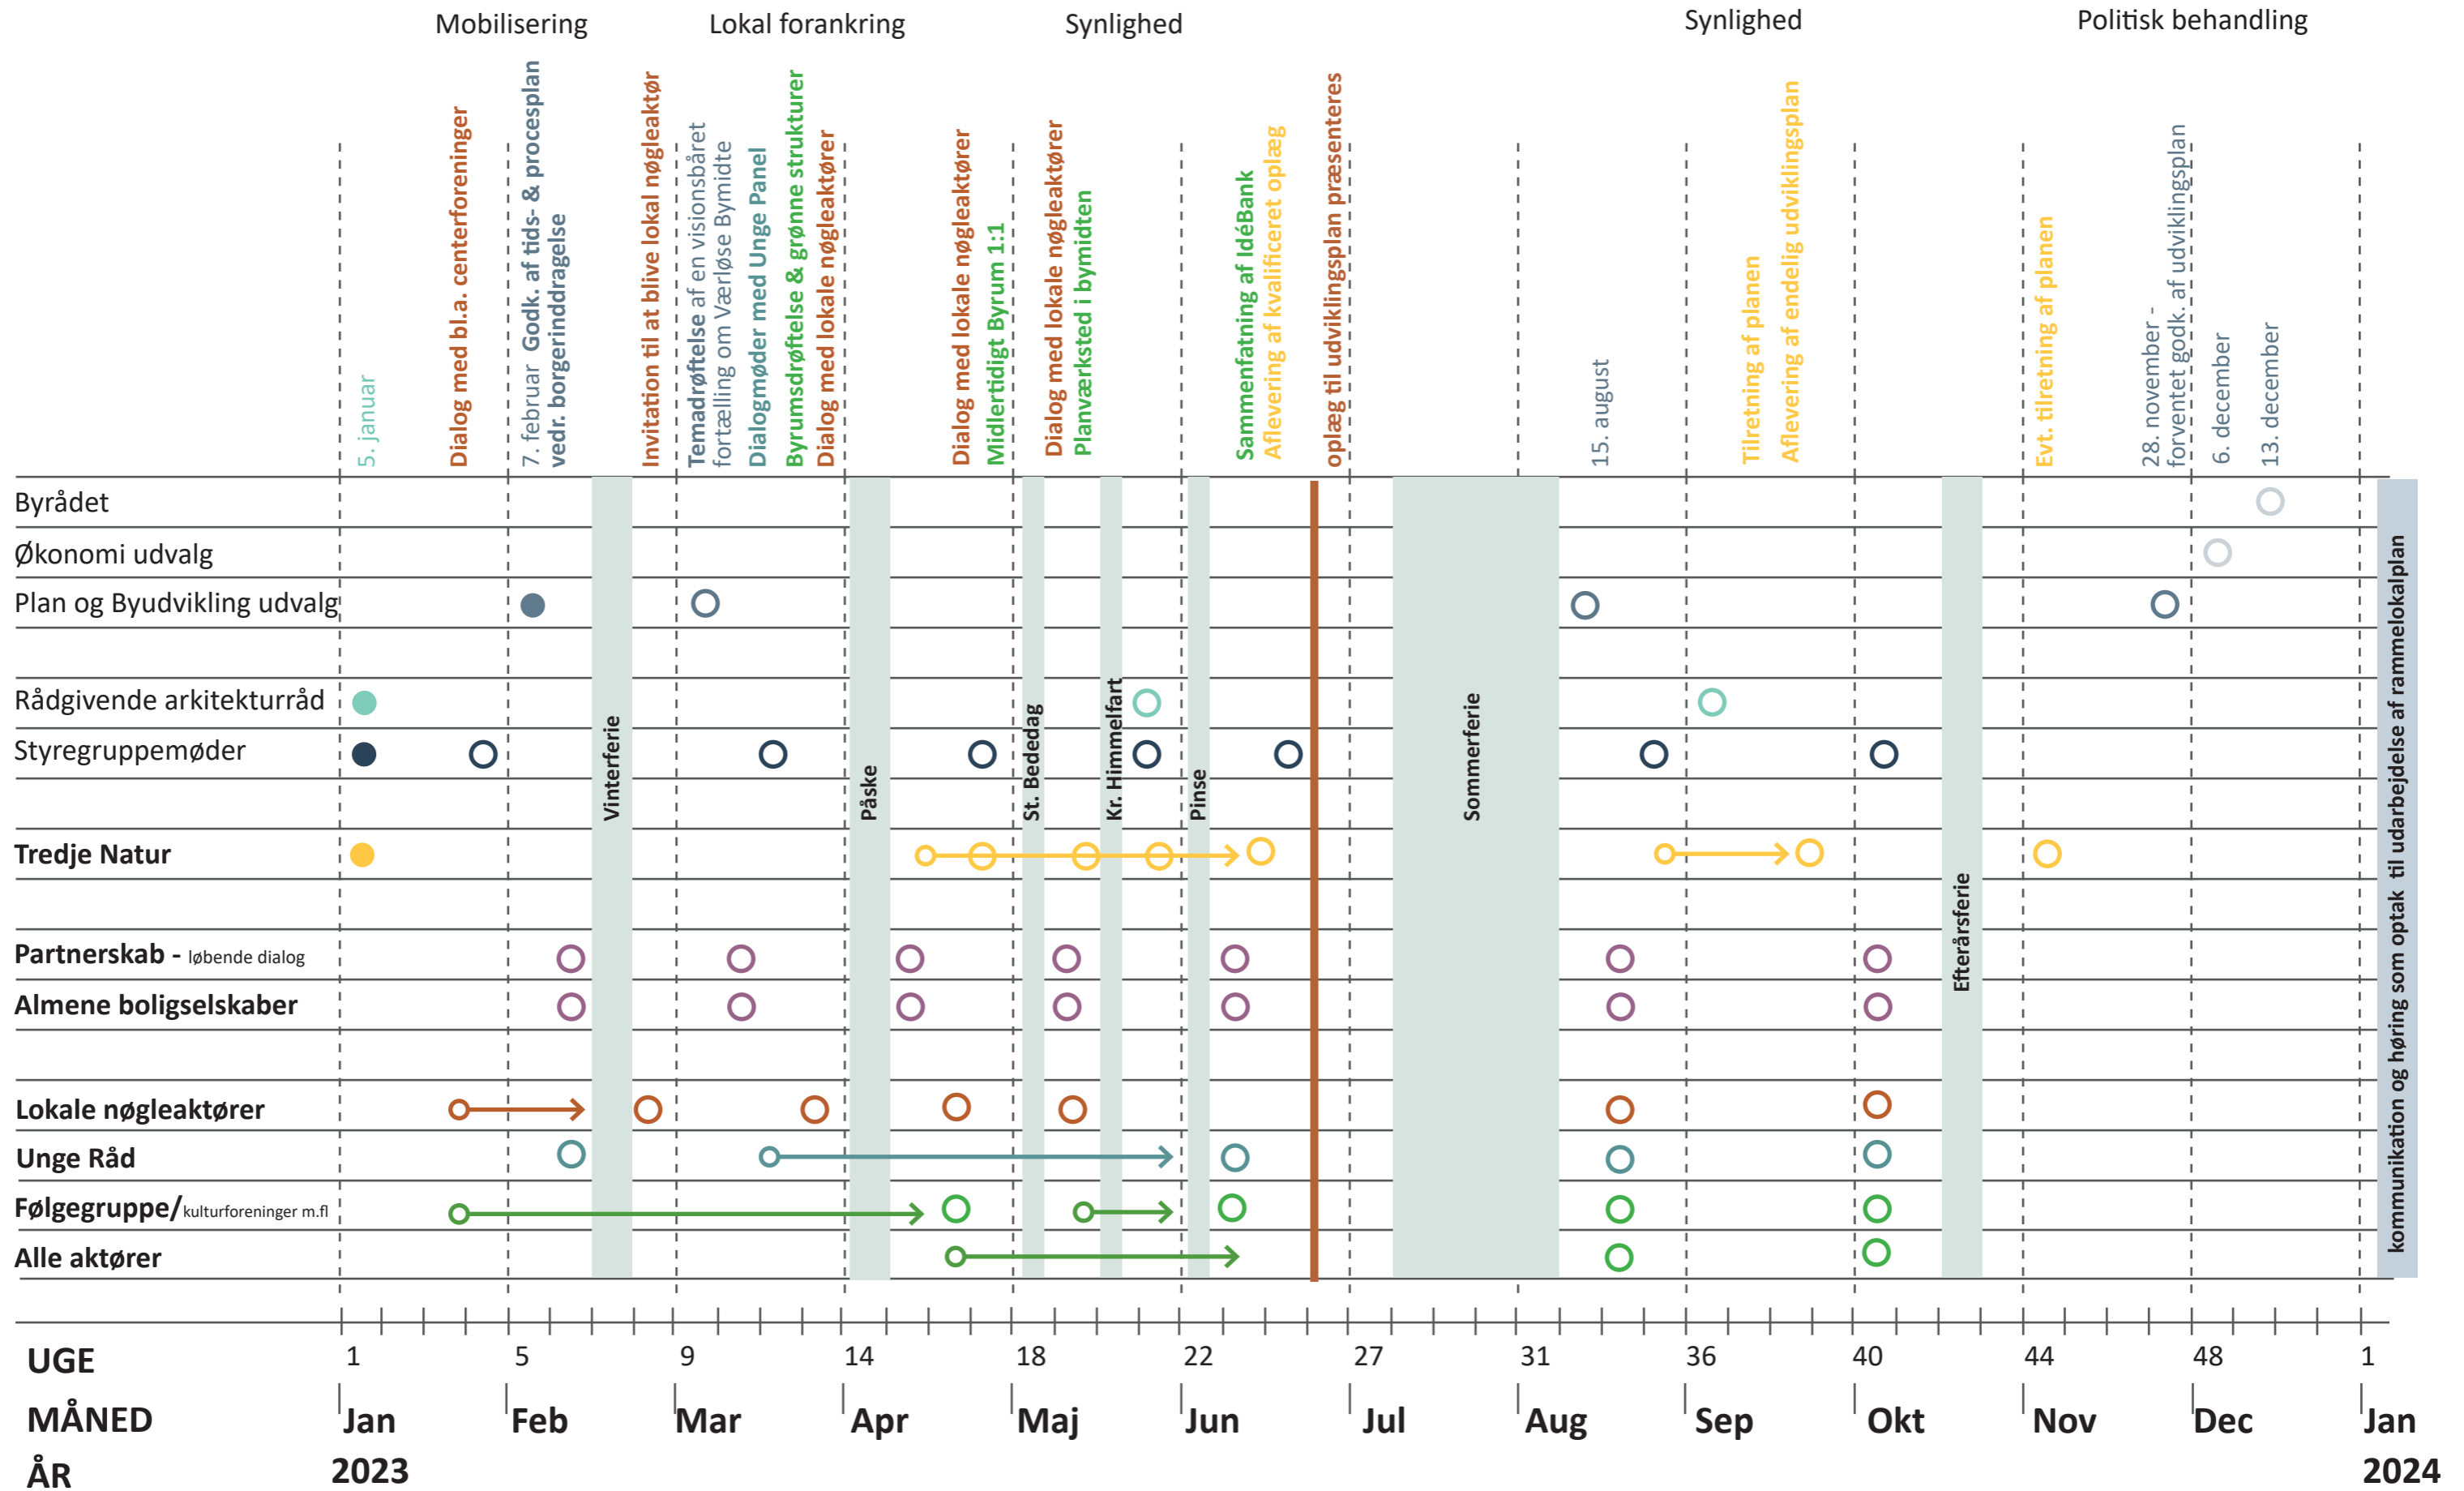 Mobilisering
Lokal forankring
Synlighed
Synlighed
Politisk behandling
5. januar
Dialog med bl.a. centerforeninger
7. februar Godk. af tids- & procesplan
vedr. borgerinddragelse
Invitation til at blive lokal nøgleaktør
Temadrøftelse af en visionsbåret
fortælling om Værløse Bymidte
Dialogmøder med Unge Panel
Byrumsdrøftelse & grønne strukturer
Dialog med lokale nøgleaktører
Dialog med lokale nøgleaktører
Midlertidigt Byrum 1:1
Dialog med lokale nøgleaktører
Planværksted i bymidten
Sammenfatning af IdéBank
Aflevering af kvalificeret oplæg
oplæg til udviklingsplan præsenteres
15. august
Tilretning af planen
Aflevering af endelig udviklingsplan
Evt. tilretning af planen
28. november -
forventet godk. af udviklingsplan
6. december
13. december
Byrådet
Økonomi udvalg
Plan og Byudvikling udvalg
Rådgivende arkitekturråd
Styregruppemøder
Tredje Natur
Partnerskab - løbende dialog
Almene boligselskaber
Lokale nøgleaktører
Unge Råd
Følgegruppe/kulturforeninger m.fl
Alle aktører
Vinterferie
Påske
St. Bededag
Kr. Himmelfart
Pinse
Sommerferie
Efterårsferie
kommunikation og høring som optak til udarbejdelse af rammelokalplan
UGE 1 5 9 14 18 22 27 31 36 40 44 48 1
MÅNED Jan Feb Mar Apr Maj Jun Jul Aug Sep Okt Nov Dec Jan
ÅR 2023 2024